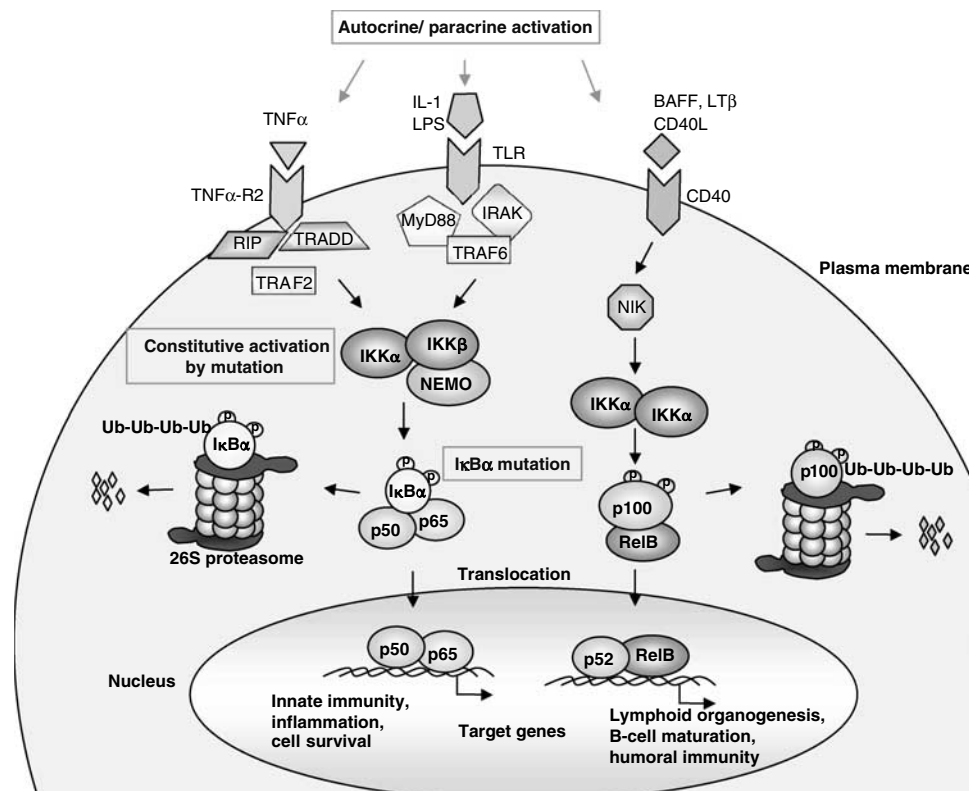 Autocrine/ paracrine activation
TNFα
IL-1
LPS
BAFF, LTβ
CD40L
TLR
TNFα-R2
CD40
MyD88
IRAK
RIP
TRADD
TRAF6
TRAF2
Plasma membrane
NIK
Constitutive activation
by mutation
IKKα
IKKβ
NEMO
IKKα
IKKα
Ub-Ub-Ub-Ub
p
p
IκBα
IκBα mutation
p
p
IκBα
p50
p65
p
p
p100
RelB
p
p
p100
Ub-Ub-Ub-Ub
26S proteasome
Translocation
Nucleus
p50
p65
p52
RelB
Innate immunity,
inflammation,
cell survival
Target genes
Lymphoid organogenesis,
B-cell maturation,
humoral immunity